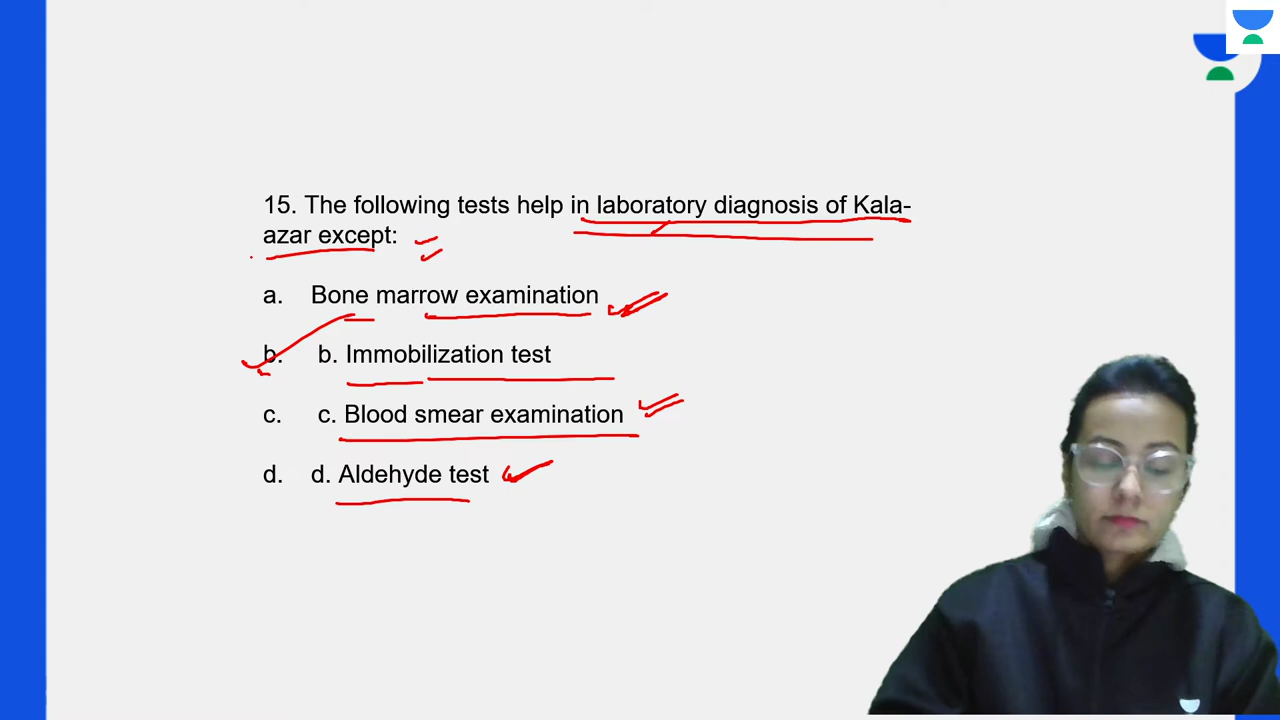 15. The following tests help in laboratory diagnosis of Kala-
azar except:
a. Bone marrow examination
b. b. Immobilization test
c. c. Blood smear examination
d. d. Aldehyde test